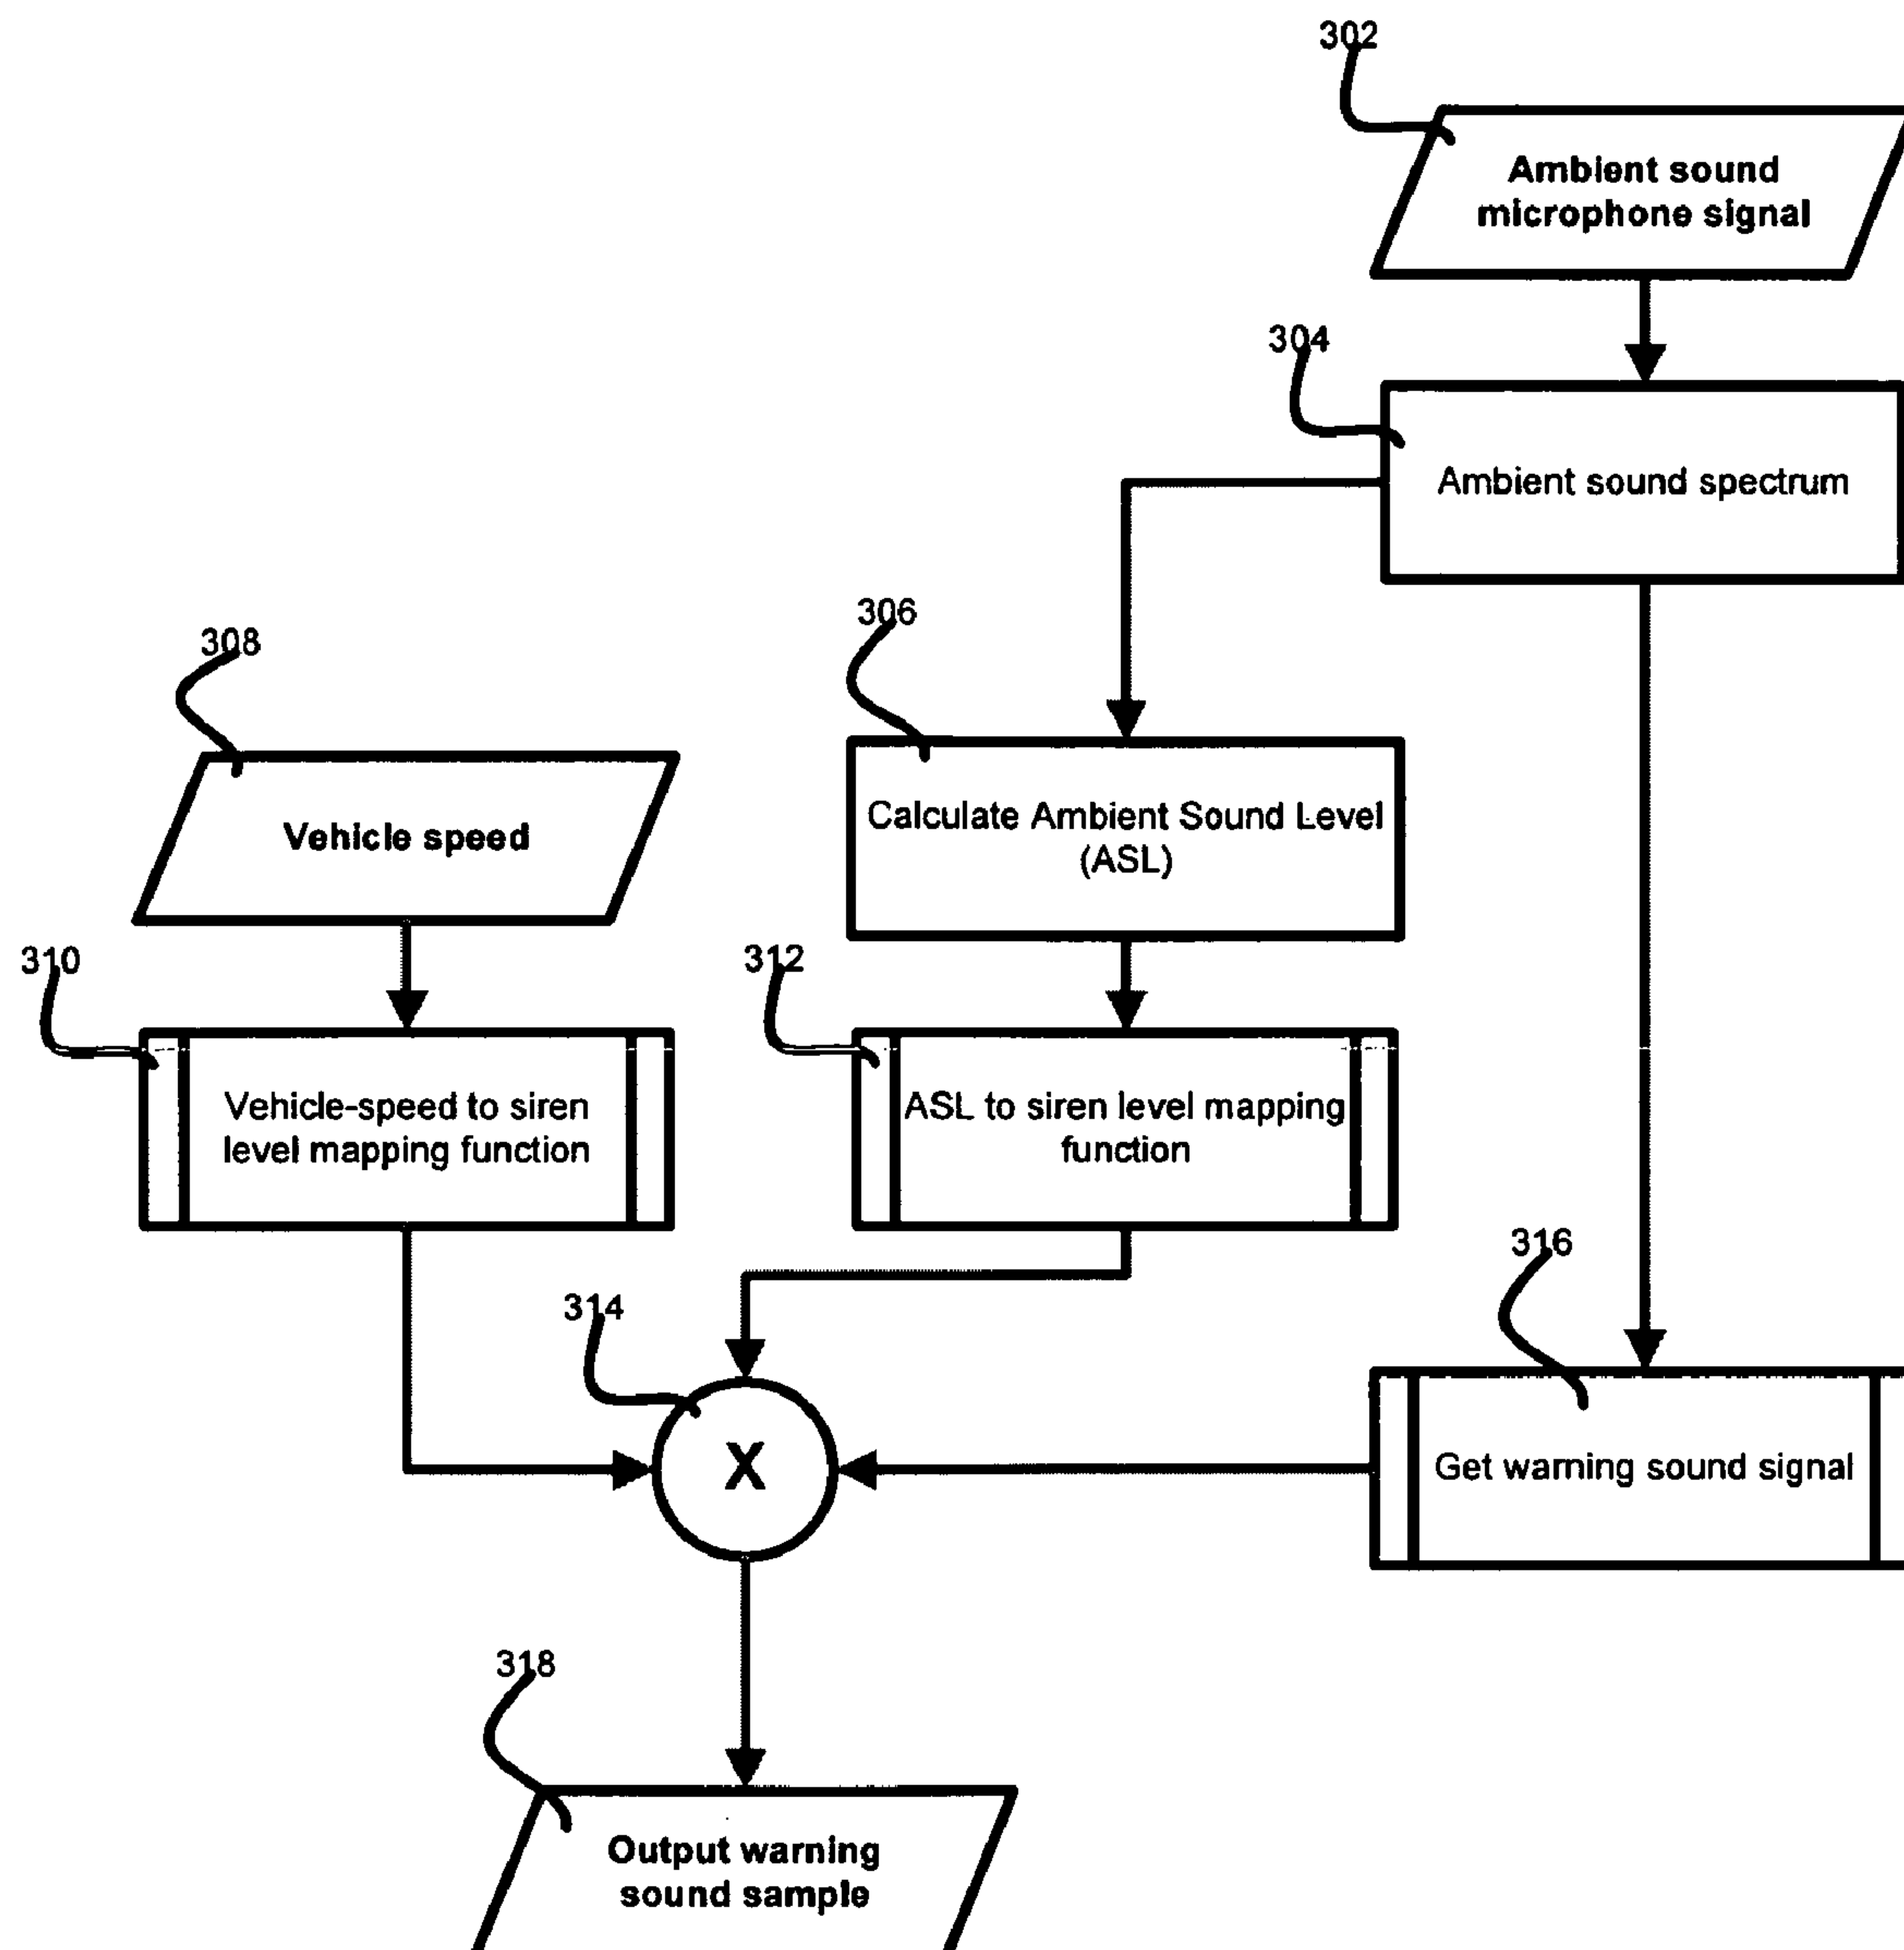 302
Ambient sound
microphone signal
304
Ambient sound spectrum
306
308
Calculate Ambient Sound Level
(ASL)
Vehicle speed
310
312
Vehicle-speed to siren
level mapping function
ASL to siren level mapping
function
316
314
X
Get warning sound signal
318
Output warning
sound sample